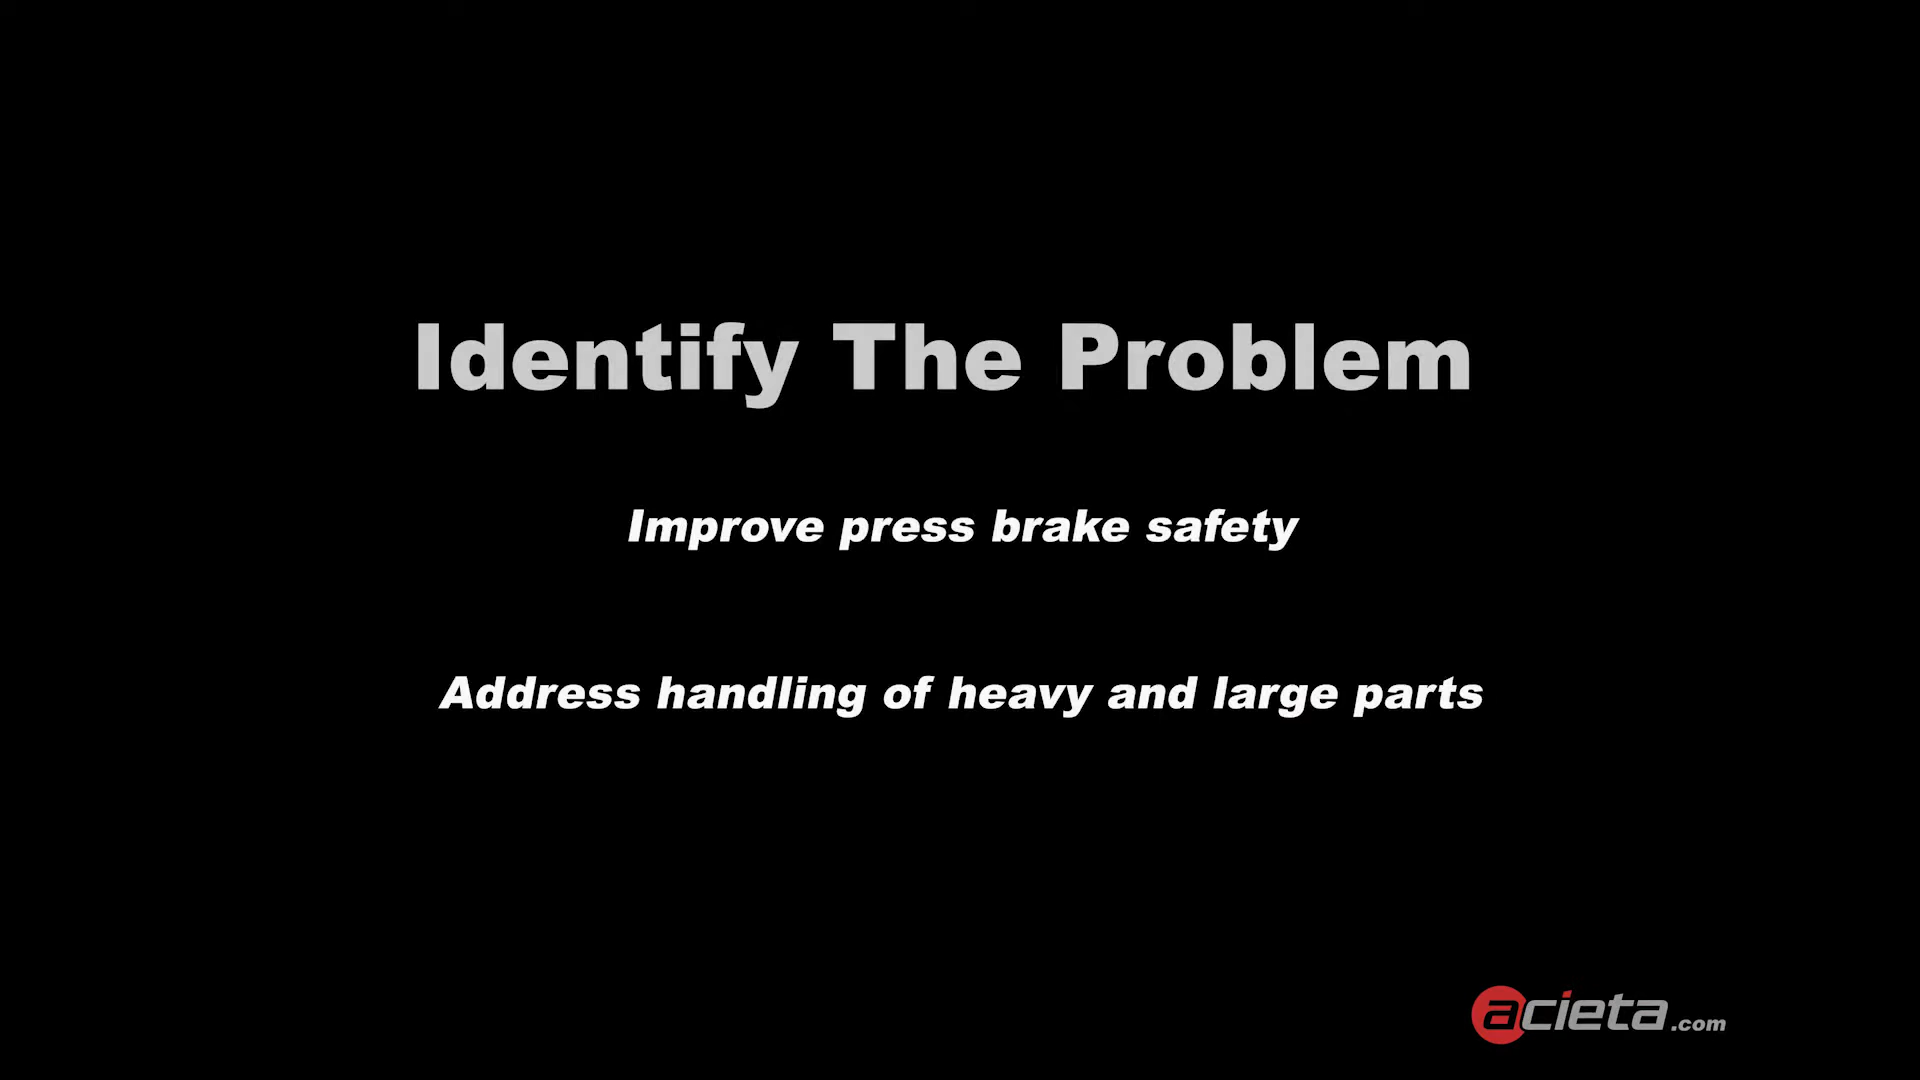 Identify The Problem
Improve press brake safety
Address handling of heavy and large parts
acieta.com